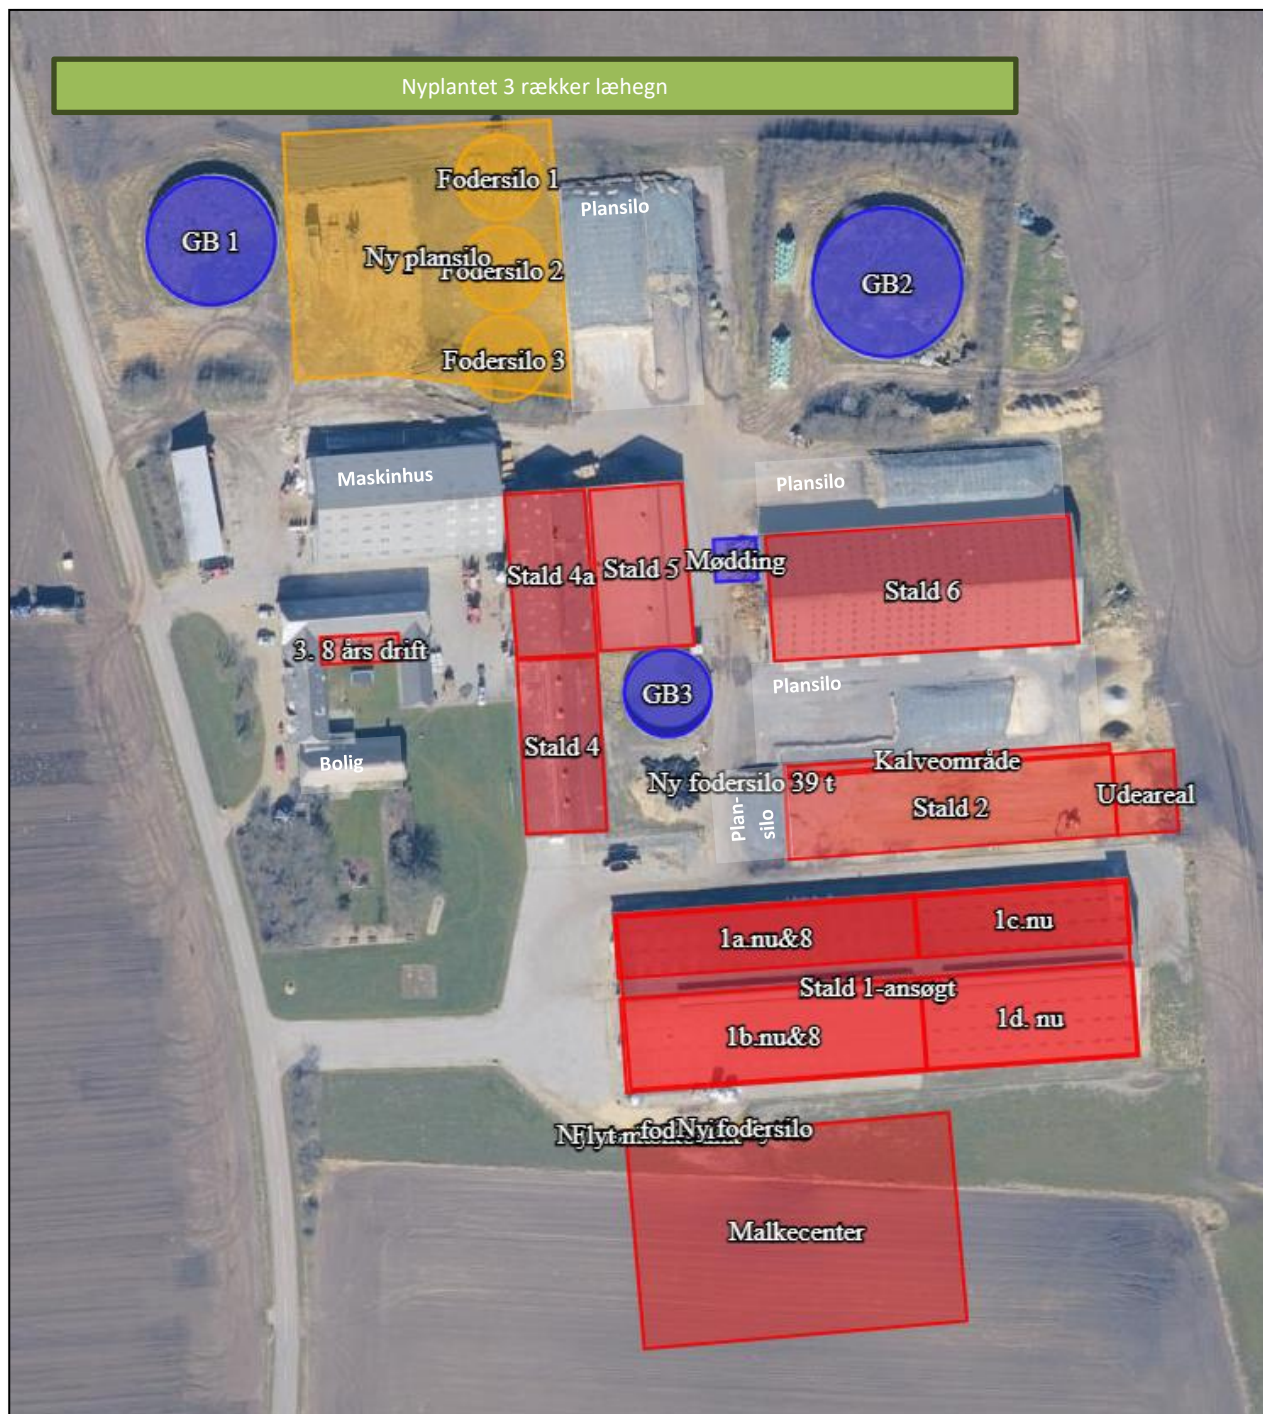 Nyplantet 3 rækker læhegn
Fodersilo 1
Plansilo
GB 1
Ny plansilo
Fodersilo 2
GB2
Fodersilo 3
Maskinhus
Plansilo
Mødding
Stald 4a
Stald 5
Stald 6
3. 8 års drift
Plansilo
GB3
Stald 4
Bolig
Kalveområde
Ny fodersilo 39 t
Udeareal
Stald 2
Plan-
silo
1a.nu&8
1c.nu
Stald 1-ansøgt
1b.nu&8
1d. nu
Ny fodersilo
Malkecenter